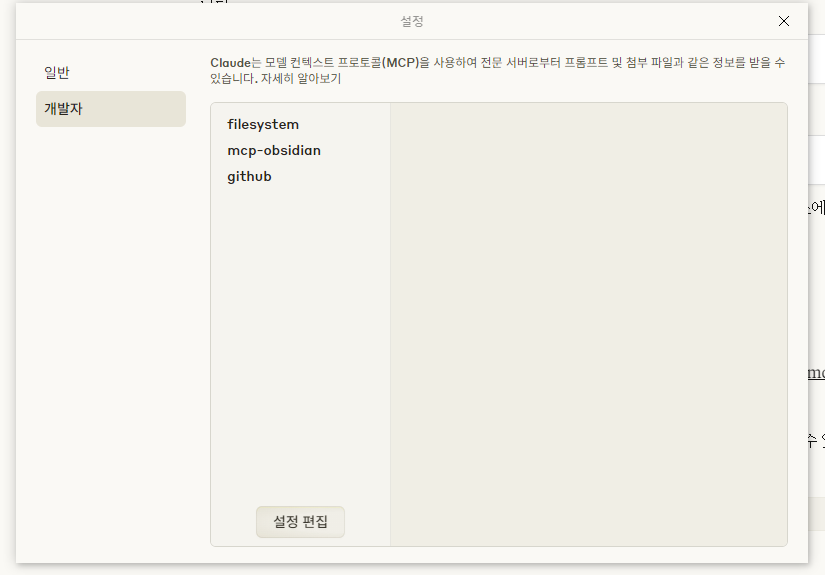 설정
일반
개발자
Claude는 모델 컨텍스트 프로토콜(MCP)을 사용하여 전문 서버로부터 프롬프트 및 첨부 파일과 같은 정보를 받을 수
있습니다. 자세히 알아보기
filesystem
mcp-obsidian
github
설정 편집